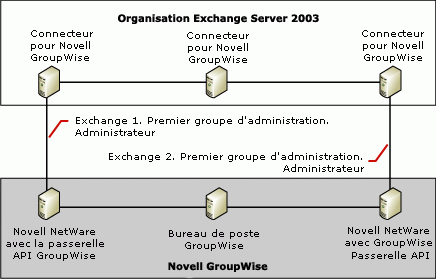 Organisation Exchange Server 2003
Connecteur
pour Novell
GroupWise
Connecteur
pour Novell
GroupWise
Connecteur
pour Novell
GroupWise
Exchange 1. Premier groupe d'administration.
Administrateur
Exchange 2. Premier groupe d'administration.
Administrateur
Novell NetWare
avec la passerelle
API GroupWise
Bureau de poste
GroupWise
Novell NetWare
avec GroupWise
Passerelle API
Novell GroupWise